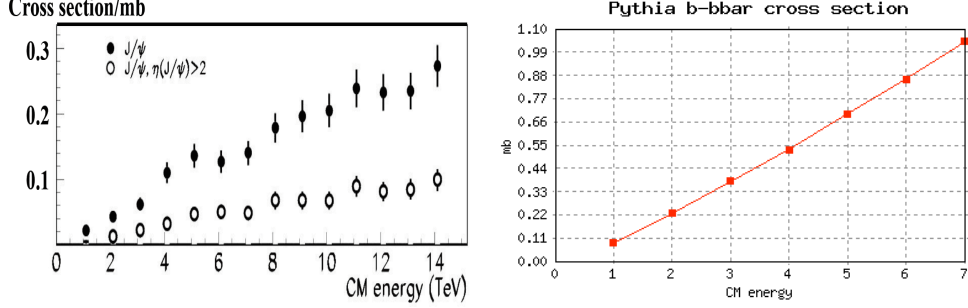 Cross section/mb
0.3
0.2
0.1
J/ψ
J/ψ, η(J/ψ)>2
0 2 4 6 8 10 12 14
CM energy (TeV)
Pythia b-bbar cross section
1.10
0.99
0.88
0.77
0.66
0.55
0.44
0.33
0.22
0.11
0.00
mb
0 1 2 3 4 5 6 7
CM energy